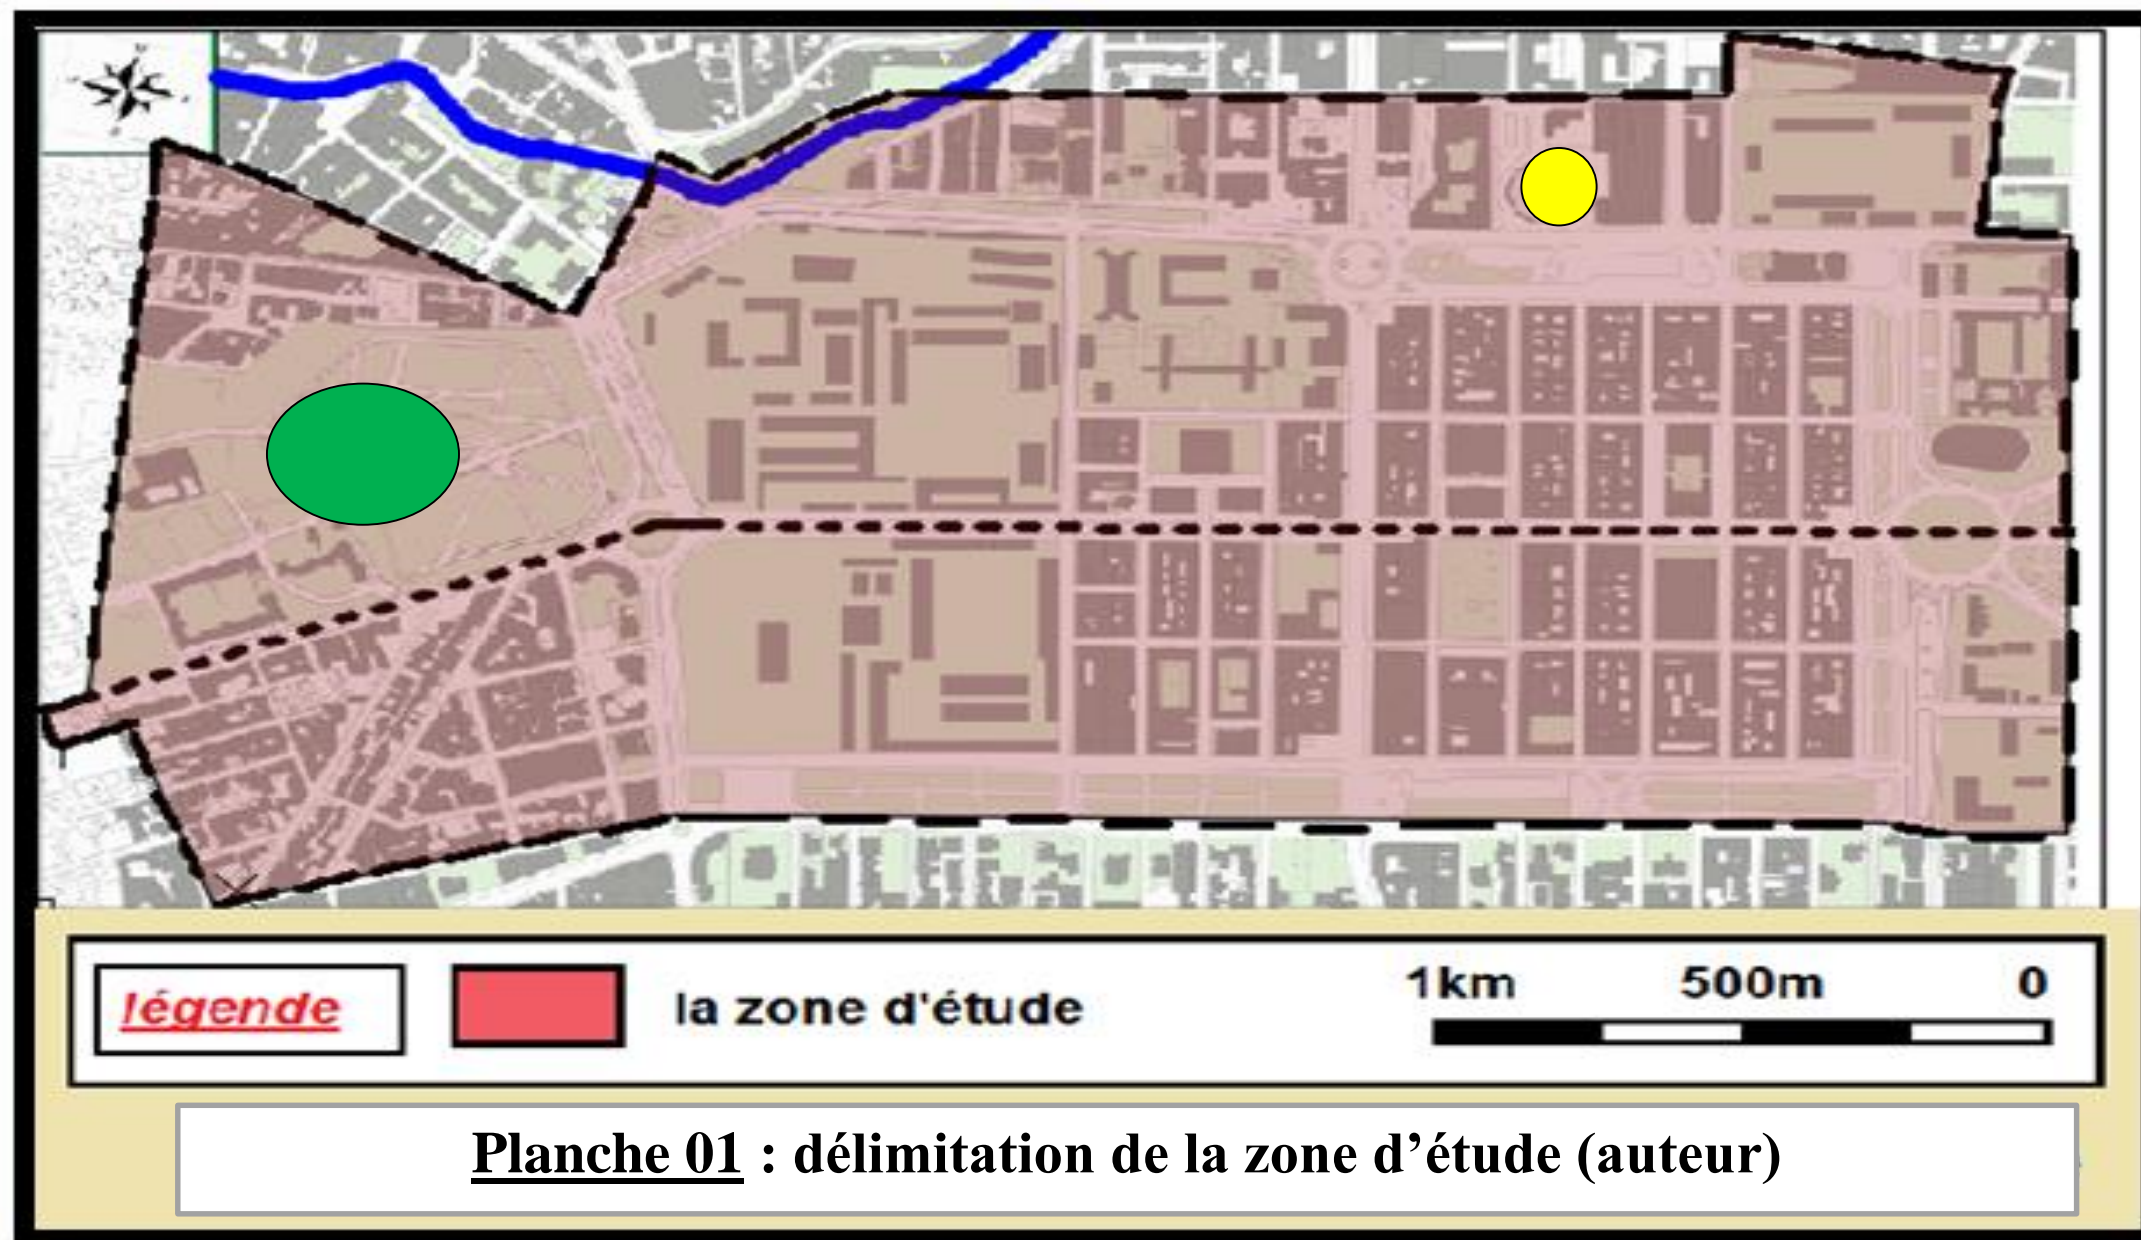 légende
la zone d'étude
1km 500m 0
Planche 01 : délimitation de la zone d’étude (auteur)